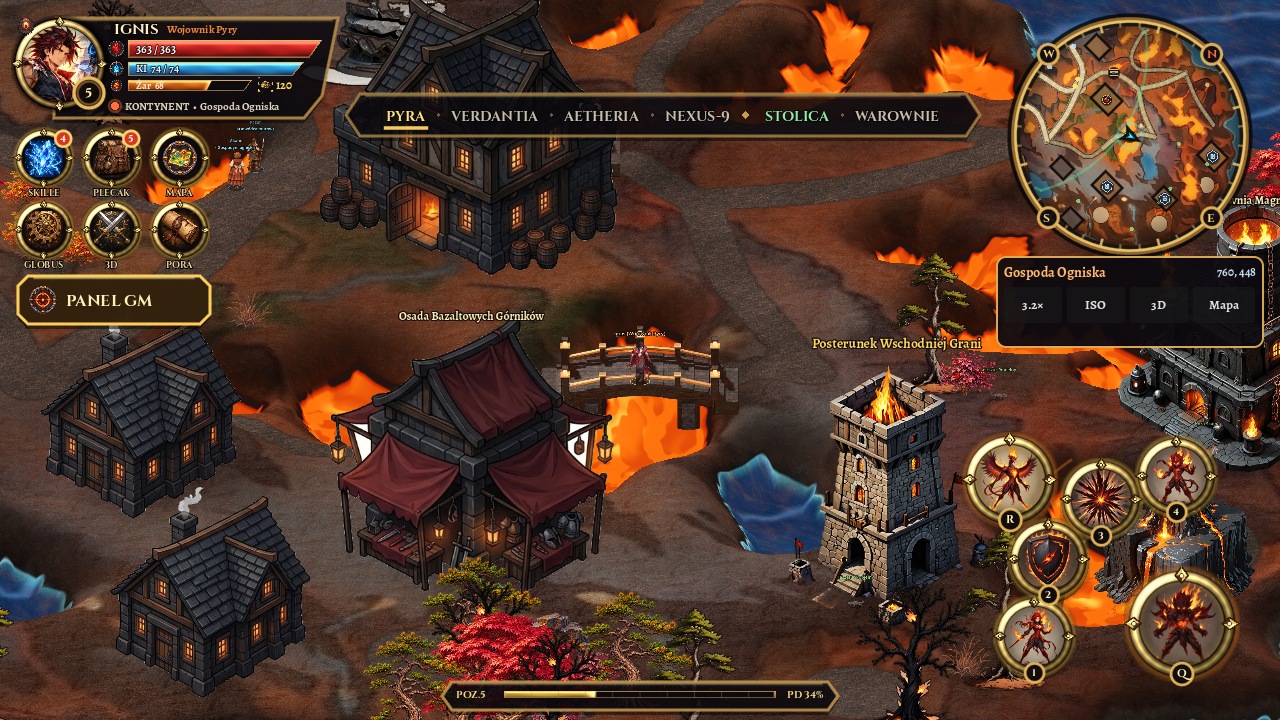 IGNIS Wojownik Pyry
363 / 363
KI 74 / 74
Żar 68
120
5
KONTYNENT • Gospoda Ogniska
PYRA • VERDANTIA • AETHERIA • NEXUS-9 ◆ STOLICA • WAROWNIE
4
5
SKILLE
PLECAK
MAPA
GLOBUS
3D
PORA
PANEL GM
W
N
S
E
Gospoda Ogniska
760, 448
3.2×
ISO
3D
Mapa
Osada Bazaltowych Górników
Posterunek Wschodniej Grani
R
4
3
2
1
Q
POZ.5
PD 34%